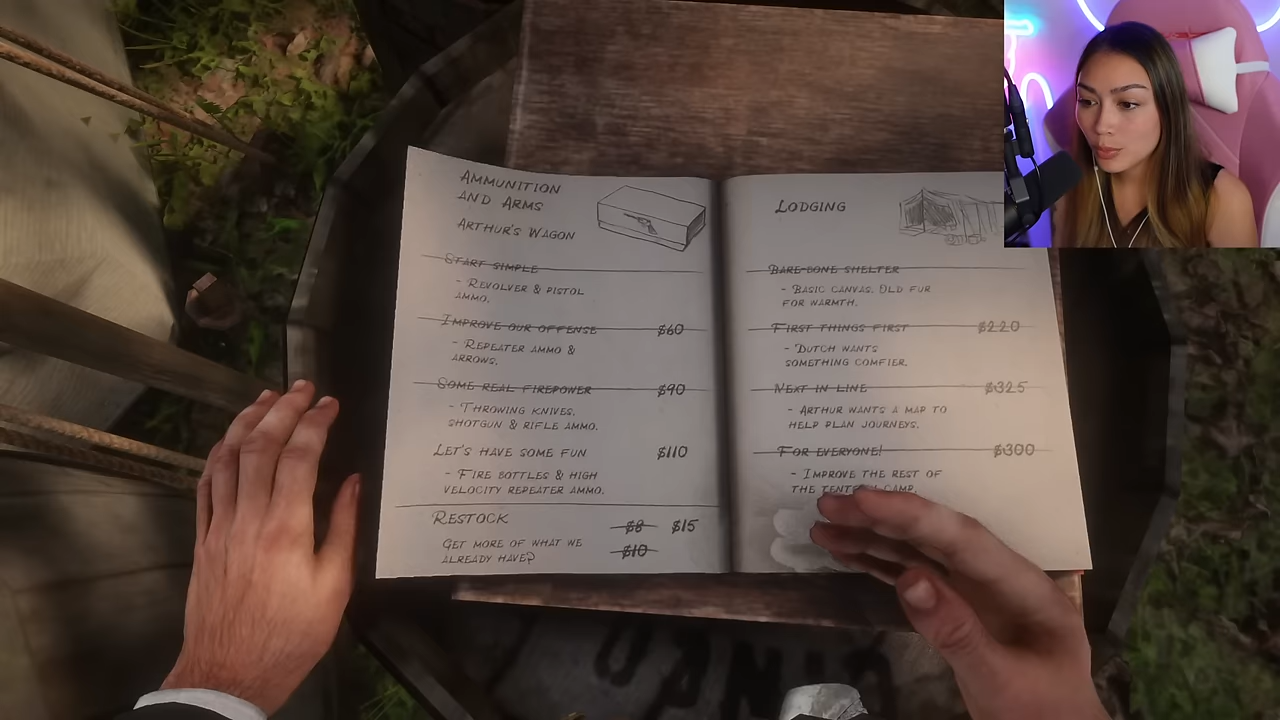 AMMUNITION
AND ARMS
ARTHUR'S WAGON
START SIMPLE
- REVOLVER & PISTOL
AMMO.
IMPROVE OUR OFFENSE $60
- REPEATER AMMO &
ARROWS.
SOME REAL FIREPOWER $90
- THROWING KNIVES,
SHOTGUN & RIFLE AMMO.
LET'S HAVE SOME FUN $110
- FIRE BOTTLES & HIGH
VELOCITY REPEATER AMMO.
RESTOCK $8 $15
GET MORE OF WHAT WE $10
ALREADY HAVE?
LODGING
BARE-BONE SHELTER
- BASIC CANVAS. OLD FUR
FOR WARMTH.
FIRST THINGS FIRST $220
- DUTCH WANTS
SOMETHING COMFIER.
NEXT IN LINE $325
- ARTHUR WANTS A MAP TO
HELP PLAN JOURNEYS.
FOR EVERYONE! $300
- IMPROVE THE REST OF
THE CAMP.